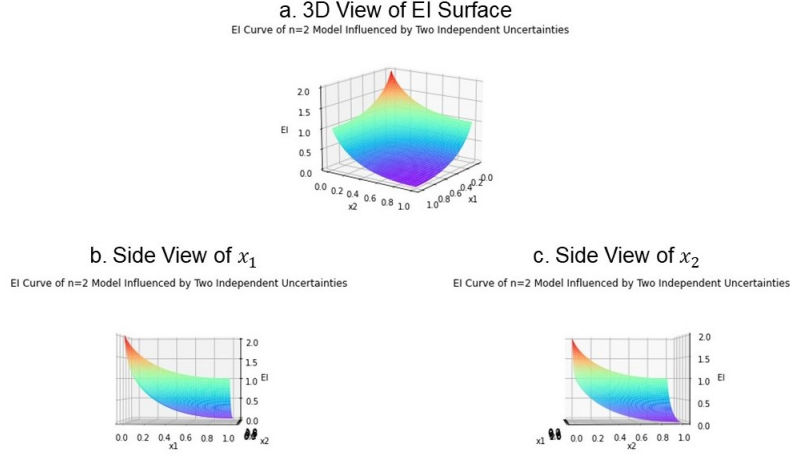 a. 3D View of EI Surface
EI Curve of n=2 Model Influenced by Two Independent Uncertainties
2.0
1.5
EI 1.0
0.5
0.0
0.0 0.2 0.4 0.6 0.8 1.0
x2
1.0 0.8 0.6 0.4 0.2 0.0
x1
b. Side View of x₁
EI Curve of n=2 Model Influenced by Two Independent Uncertainties
2.0
1.5
1.0 EI
0.5
0.0
0.0 0.2 0.4 0.6 0.8 1.0
x1
x2
c. Side View of x₂
EI Curve of n=2 Model Influenced by Two Independent Uncertainties
2.0
1.5
1.0 EI
0.5
0.0
x1
0.0 0.2 0.4 0.6 0.8 1.0
x2